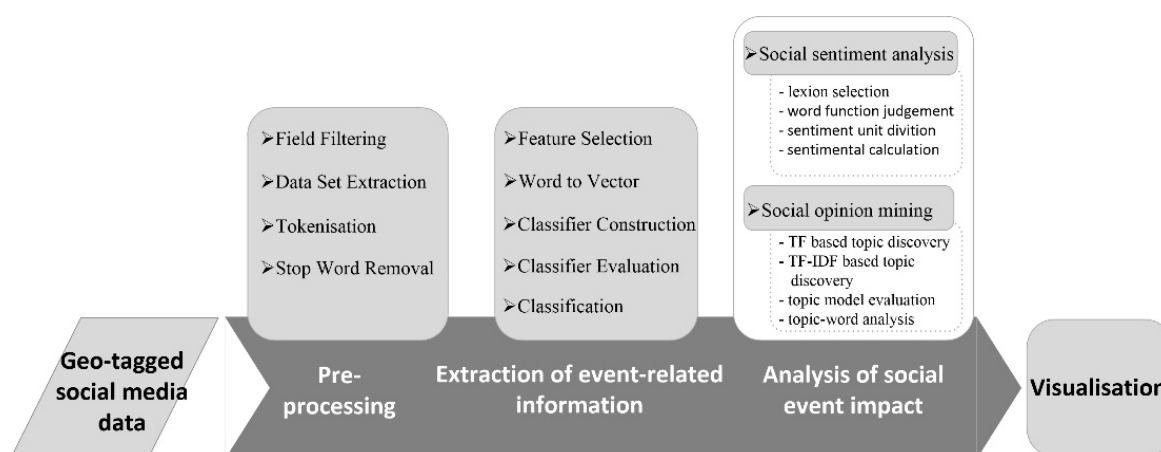 Geo-tagged
social media
data
➢Field Filtering
➢Data Set Extraction
➢Tokenisation
➢Stop Word Removal
Pre-
processing
➢Feature Selection
➢Word to Vector
➢Classifier Construction
➢Classifier Evaluation
➢Classification
Extraction of event-related
information
➢Social sentiment analysis
- lexion selection
- word function judgement
- sentiment unit divition
- sentimental calculation
➢Social opinion mining
- TF based topic discovery
- TF-IDF based topic
discovery
- topic model evaluation
- topic-word analysis
Analysis of social
event impact
Visualisation